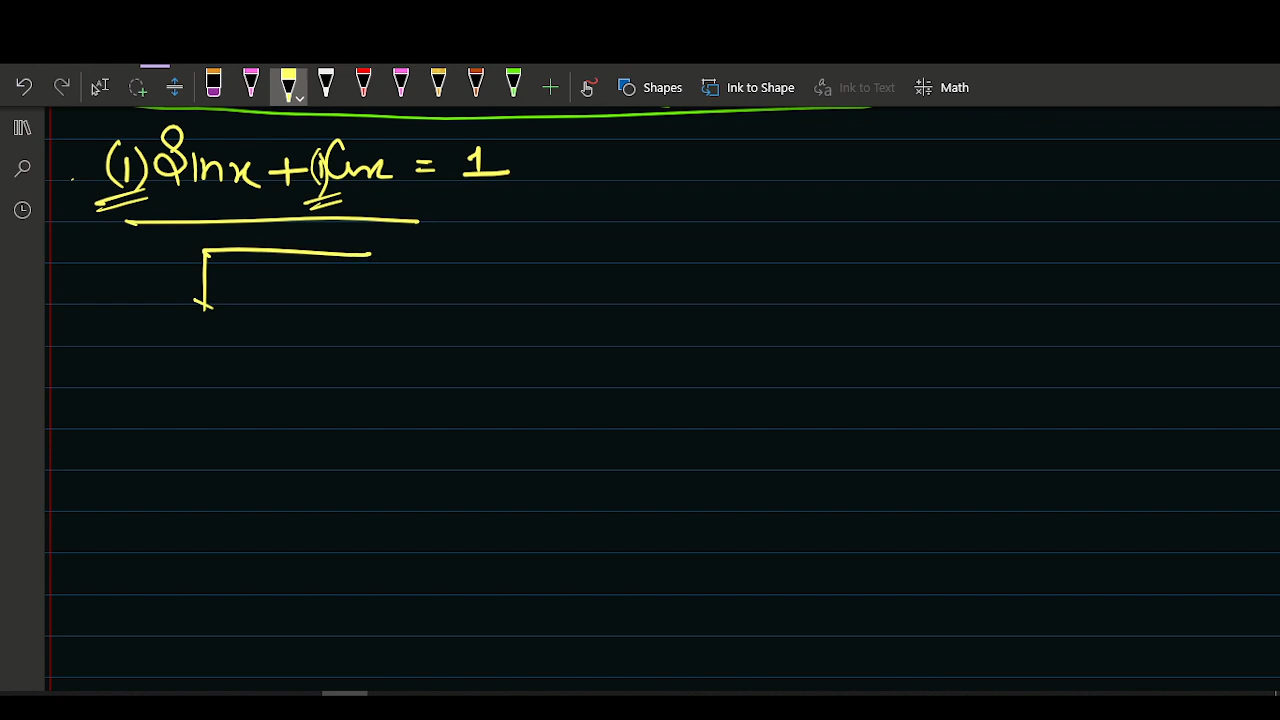 Shapes Ink to Shape Ink to Text Math
(1) Sinx + (1)Cosx = 1
√